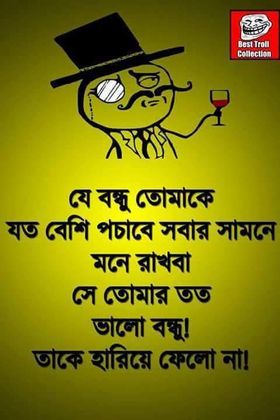 Best Troll
Collection
যে বন্ধু তোমাকে
যত বেশি পচাবে সবার সামনে
মনে রাখবা
সে তোমার তত
ভালো বন্ধু!
তাকে হারিয়ে ফেলো না!